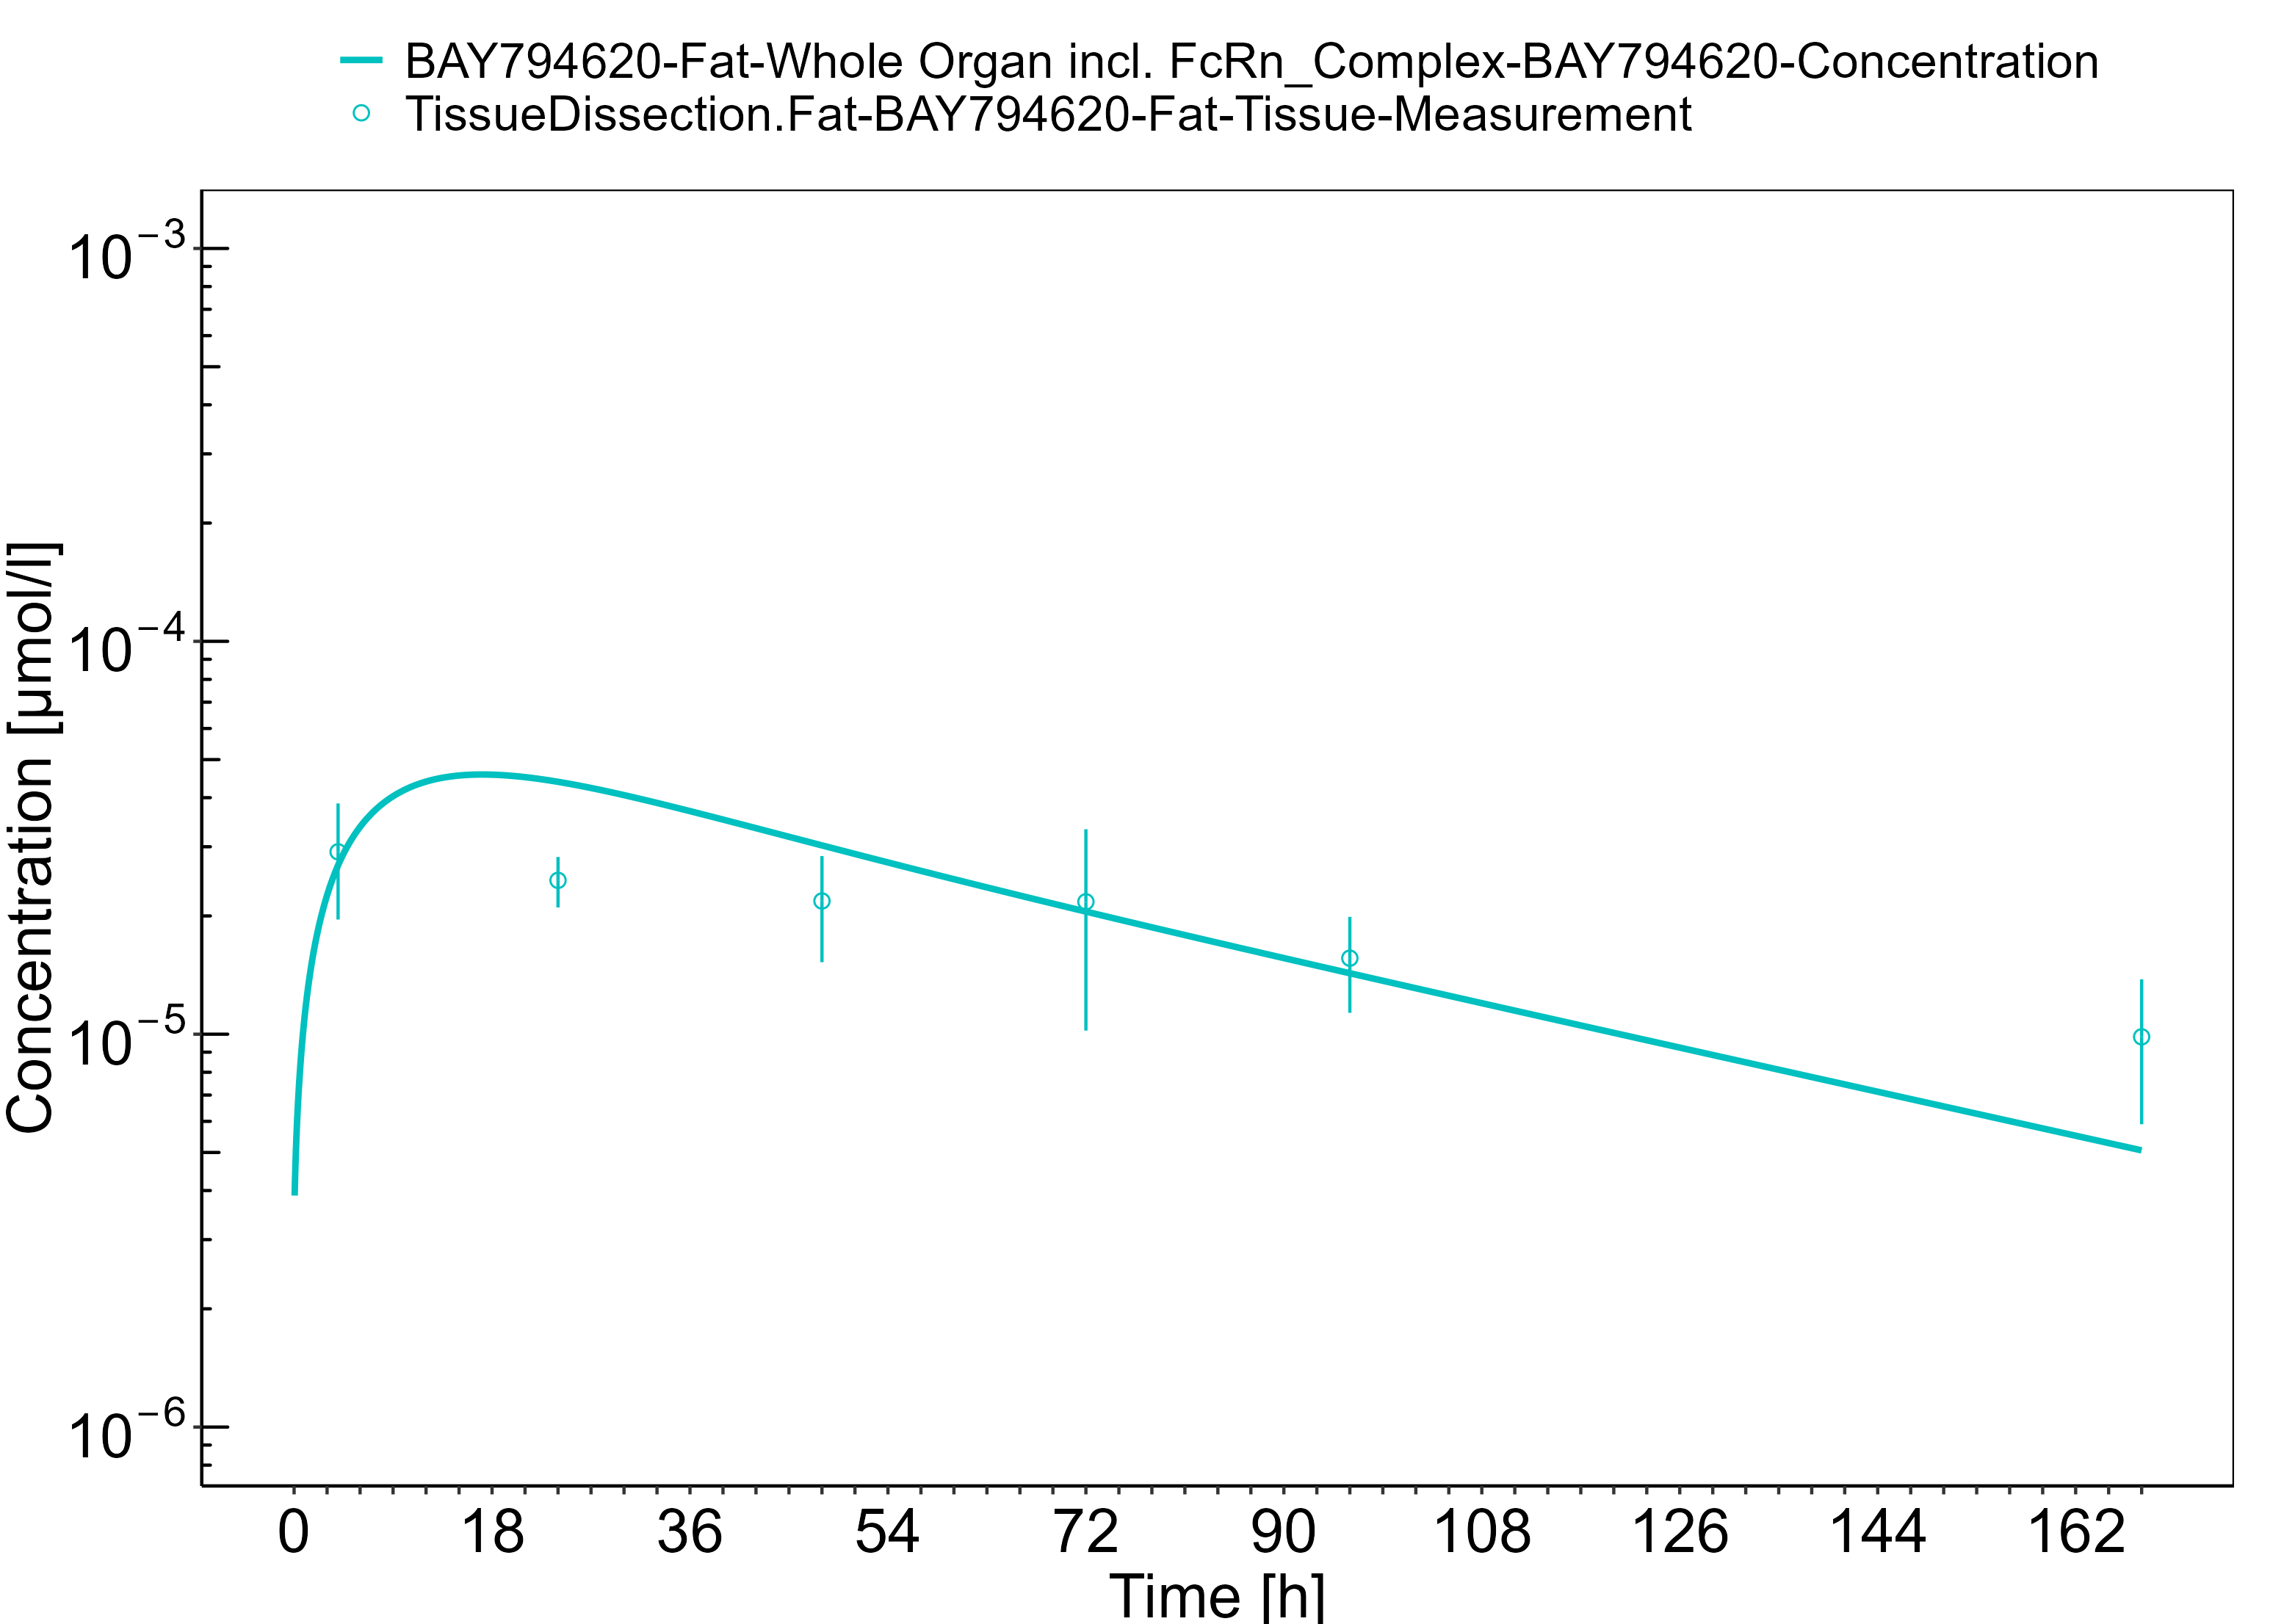 BAY794620-Fat-Whole Organ incl. FcRn_Complex-BAY794620-Concentration
TissueDissection.Fat-BAY794620-Fat-Tissue-Measurement
Concentration [µmol/l]
10−3
10−4
10−5
10−6
0 18 36 54 72 90 108 126 144 162
Time [h]